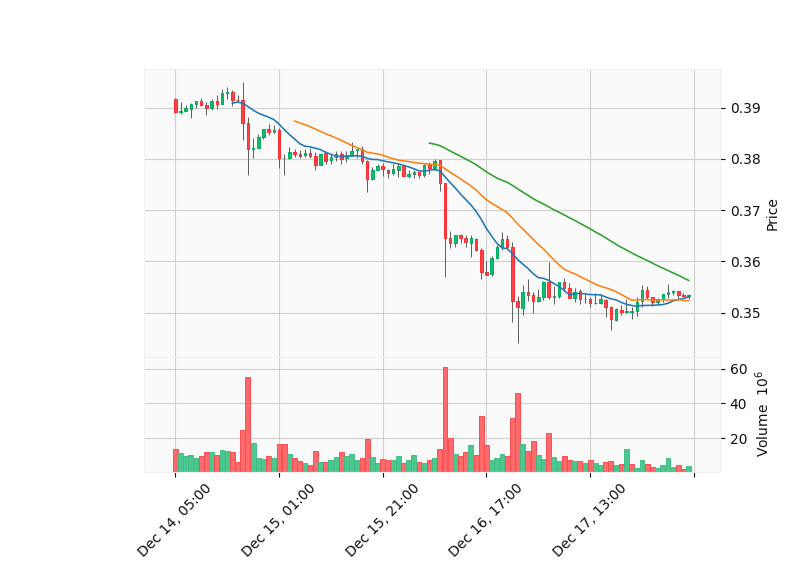 0.39
0.38
0.37
0.36
0.35
Price
60
40
20
Volume 10^6
Dec 14, 05:00
Dec 15, 01:00
Dec 15, 21:00
Dec 16, 17:00
Dec 17, 13:00